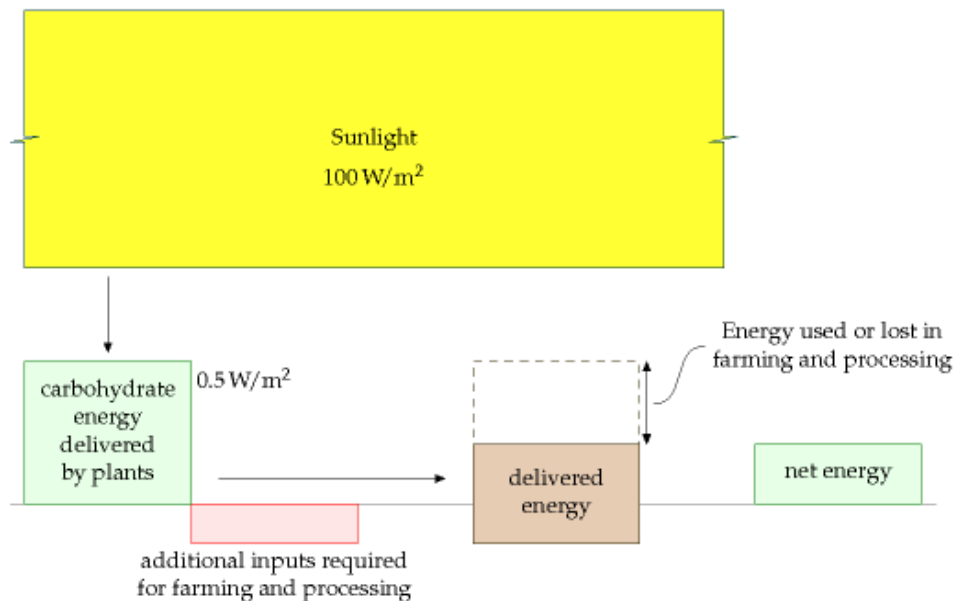 Sunlight
100 W/m²
Energy used or lost in
farming and processing
carbohydrate
energy
delivered
by plants
0.5 W/m²
delivered
energy
net energy
additional inputs required
for farming and processing